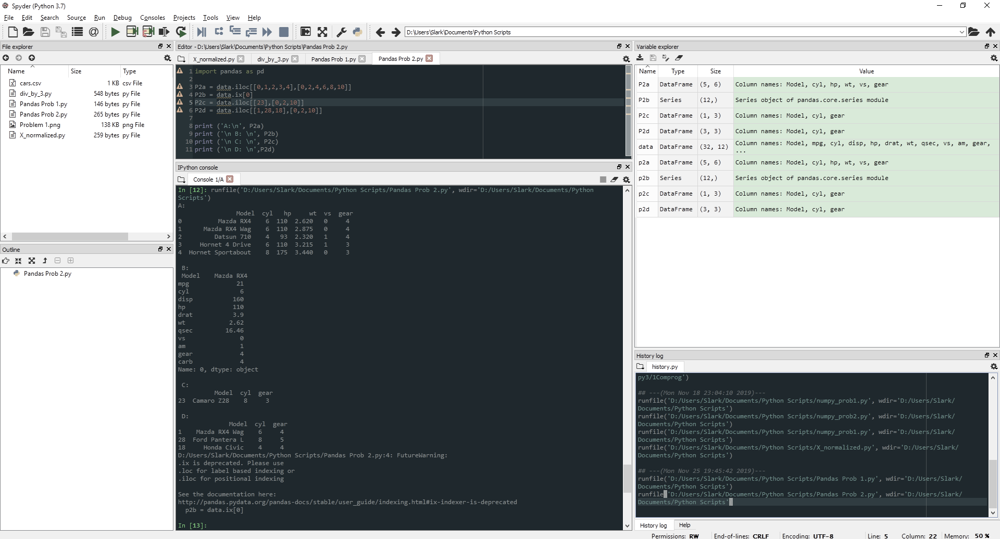 Spyder (Python 3.7)
File Edit Search Source Run Debug Consoles Projects Tools View Help
D:\Users\Slark\Documents\Python Scripts
File explorer
Name Size Type
cars.csv 1 KB csv File
div_by_3.py 548 bytes py File
Pandas Prob 1.py 146 bytes py File
Pandas Prob 2.py 265 bytes py File
Problem 1.png 138 KB png File
X_normalized.py 259 bytes py File
Outline
Pandas Prob 2.py
Editor - D:\Users\Slark\Documents\Python Scripts\Pandas Prob 2.py
X_normalized.py div_by_3.py Pandas Prob 1.py Pandas Prob 2.py
1 import pandas as pd
2
3 P2a = data.iloc[[0,1,2,3,4],[0,2,4,6,8,10]]
4 P2b = data.ix[0]
5 P2c = data.iloc[[23],[0,2,10]]
6 P2d = data.iloc[[1,28,18],[0,2,10]]
7
8 print ('A:\n', P2a)
9 print ('\n B: \n', P2b)
10 print ('\n C: \n', P2c)
11 print ('\n D: \n',P2d)
IPython console
Console 1/A
In [12]: runfile('D:/Users/Slark/Documents/Python Scripts/Pandas Prob 2.py', wdir='D:/Users/Slark/Documents/Python
Scripts')
A:
Model cyl hp wt vs gear
0 Mazda RX4 6 110 2.620 0 4
1 Mazda RX4 Wag 6 110 2.875 0 4
2 Datsun 710 4 93 2.320 1 4
3 Hornet 4 Drive 6 110 3.215 1 3
4 Hornet Sportabout 8 175 3.440 0 3
B:
Model Mazda RX4
mpg 21
cyl 6
disp 160
hp 110
drat 3.9
wt 2.62
qsec 16.46
vs 0
am 1
gear 4
carb 4
Name: 0, dtype: object
C:
Model cyl gear
23 Camaro Z28 8 3
D:
Model cyl gear
1 Mazda RX4 Wag 6 4
28 Ford Pantera L 8 5
18 Honda Civic 4 4
D:/Users/Slark/Documents/Python Scripts/Pandas Prob 2.py:4: FutureWarning:
.ix is deprecated. Please use
.loc for label based indexing or
.iloc for positional indexing
See the documentation here:
http://pandas.pydata.org/pandas-docs/stable/user_guide/indexing.html#ix-indexer-is-deprecated
p2b = data.ix[0]
In [13]:
Variable explorer
Name Type Size Value
P2a DataFrame (5, 6) Column names: Model, cyl, hp, wt, vs, gear
P2b Series (12,) Series object of pandas.core.series module
P2c DataFrame (1, 3) Column names: Model, cyl, gear
P2d DataFrame (3, 3) Column names: Model, cyl, gear
data DataFrame (32, 12) Column names: Model, mpg, cyl, disp, hp, drat, wt, qsec, vs, am, gear,
...
p2a DataFrame (5, 6) Column names: Model, cyl, hp, wt, vs, gear
p2b Series (12,) Series object of pandas.core.series module
p2c DataFrame (1, 3) Column names: Model, cyl, gear
p2d DataFrame (3, 3) Column names: Model, cyl, gear
History log
history.py
py3/1Comprog')
## ---(Mon Nov 18 23:04:10 2019)---
runfile('D:/Users/Slark/Documents/Python Scripts/numpy_prob1.py', wdir='D:/Users/Slark/
Documents/Python Scripts')
runfile('D:/Users/Slark/Documents/Python Scripts/numpy_prob2.py', wdir='D:/Users/Slark/
Documents/Python Scripts')
runfile('D:/Users/Slark/Documents/Python Scripts/numpy_prob1.py', wdir='D:/Users/Slark/
Documents/Python Scripts')
runfile('D:/Users/Slark/Documents/Python Scripts/X_normalized.py', wdir='D:/Users/Slark/
Documents/Python Scripts')
## ---(Mon Nov 25 19:45:42 2019)---
runfile('D:/Users/Slark/Documents/Python Scripts/Pandas Prob 1.py', wdir='D:/Users/Slark/
Documents/Python Scripts')
runfile('D:/Users/Slark/Documents/Python Scripts/Pandas Prob 2.py', wdir='D:/Users/Slark/
Documents/Python Scripts')
History log Help
Permissions: RW End-of-lines: CRLF Encoding: UTF-8 Line: 5 Column: 22 Memory: 50 %